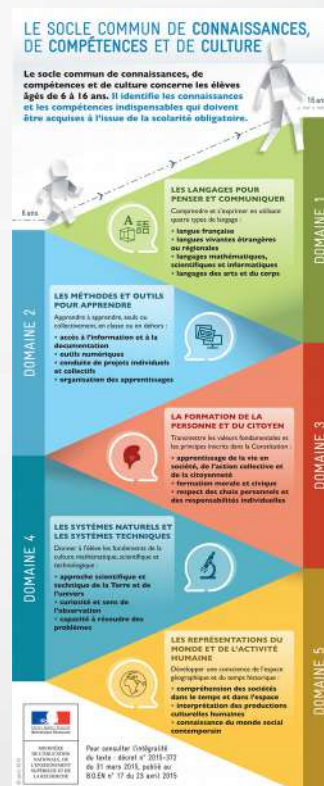 LE SOCLE COMMUN DE CONNAISSANCES,
DE COMPÉTENCES ET DE CULTURE
Le socle commun de connaissances, de
compétences et de culture concerne les élèves
âgés de 6 à 16 ans. Il identifie les connaissances
et les compétences indispensables qui doivent
être acquises à l'issue de la scolarité obligatoire.
16 ans
6 ans
DOMAINE 1
LES LANGAGES POUR
PENSER ET COMMUNIQUER
Comprendre et s'exprimer en utilisant
quatre types de langage :
• langue française
• langues vivantes étrangères
ou régionales
• langages mathématiques,
scientifiques et informatiques
• langages des arts et du corps
DOMAINE 2
LES MÉTHODES ET OUTILS
POUR APPRENDRE
Apprendre à apprendre, seuls ou
collectivement, en classe ou en dehors :
• accès à l'information et à la
documentation
• outils numériques
• conduite de projets individuels
et collectifs
• organisation des apprentissages
DOMAINE 3
LA FORMATION DE LA
PERSONNE ET DU CITOYEN
Transmettre les valeurs fondamentales et
les principes inscrits dans la Constitution :
• apprentissage de la vie en
société, de l'action collective et
de la citoyenneté
• formation morale et civique
• respect des choix personnels et
des responsabilités individuelles
DOMAINE 4
LES SYSTÈMES NATURELS ET
LES SYSTÈMES TECHNIQUES
Donner à l'élève les fondements de la
culture mathématique, scientifique et
technologique :
• approche scientifique et
technique de la Terre et de
l'univers
• curiosité et sens de
l'observation
• capacité à résoudre des
problèmes
DOMAINE 5
LES REPRÉSENTATIONS DU
MONDE ET DE L'ACTIVITÉ
HUMAINE
Développer une conscience de l'espace
géographique et du temps historique :
• compréhension des sociétés
dans le temps et dans l'espace
• interprétation des productions
culturelles humaines
• connaissance du monde social
contemporain
MINISTÈRE
DE L'ÉDUCATION
NATIONALE, DE
L'ENSEIGNEMENT
SUPÉRIEUR ET DE
LA RECHERCHE
Pour consulter l'intégralité
du texte : décret n° 2015-372
du 31 mars 2015, publié au
BOEN n° 17 du 23 avril 2015